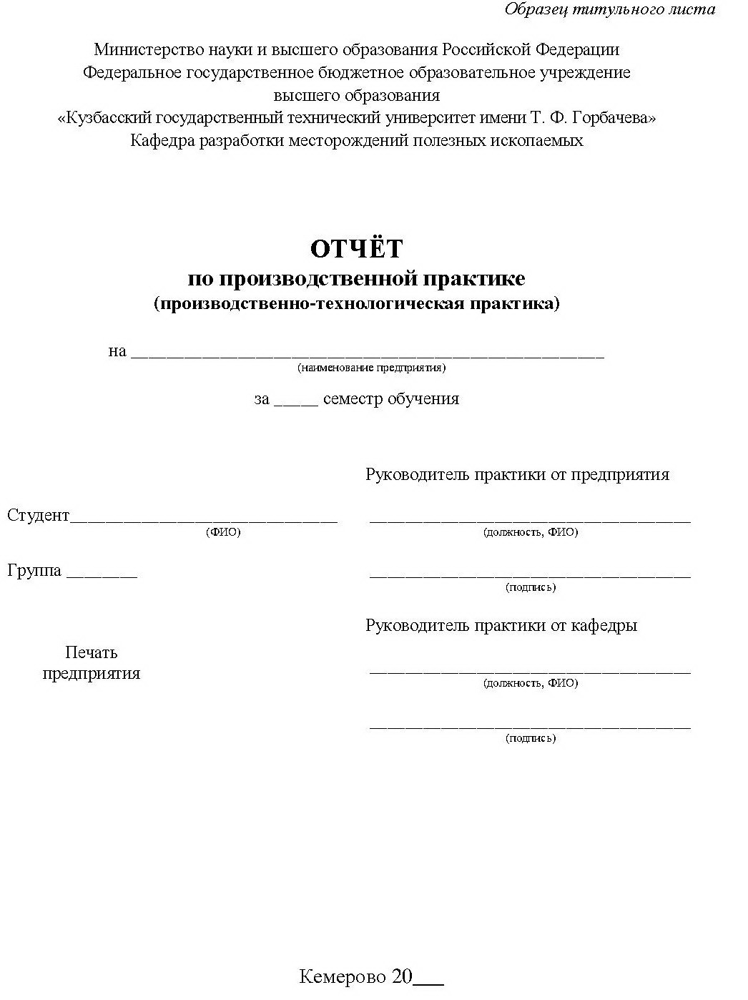 Образец титульного листа
Министерство науки и высшего образования Российской Федерации
Федеральное государственное бюджетное образовательное учреждение
высшего образования
«Кузбасский государственный технический университет имени Т. Ф. Горбачева»
Кафедра разработки месторождений полезных ископаемых
ОТЧЁТ
по производственной практике
(производственно-технологическая практика)
на _____________________________________________________
(наименование предприятия)
за _____ семестр обучения
Руководитель практики от предприятия
Студент______________________________ ____________________________________
(ФИО) (должность, ФИО)
Группа ________ ____________________________________
(подпись)
Руководитель практики от кафедры
Печать
предприятия ____________________________________
(должность, ФИО)
____________________________________
(подпись)
Кемерово 20___